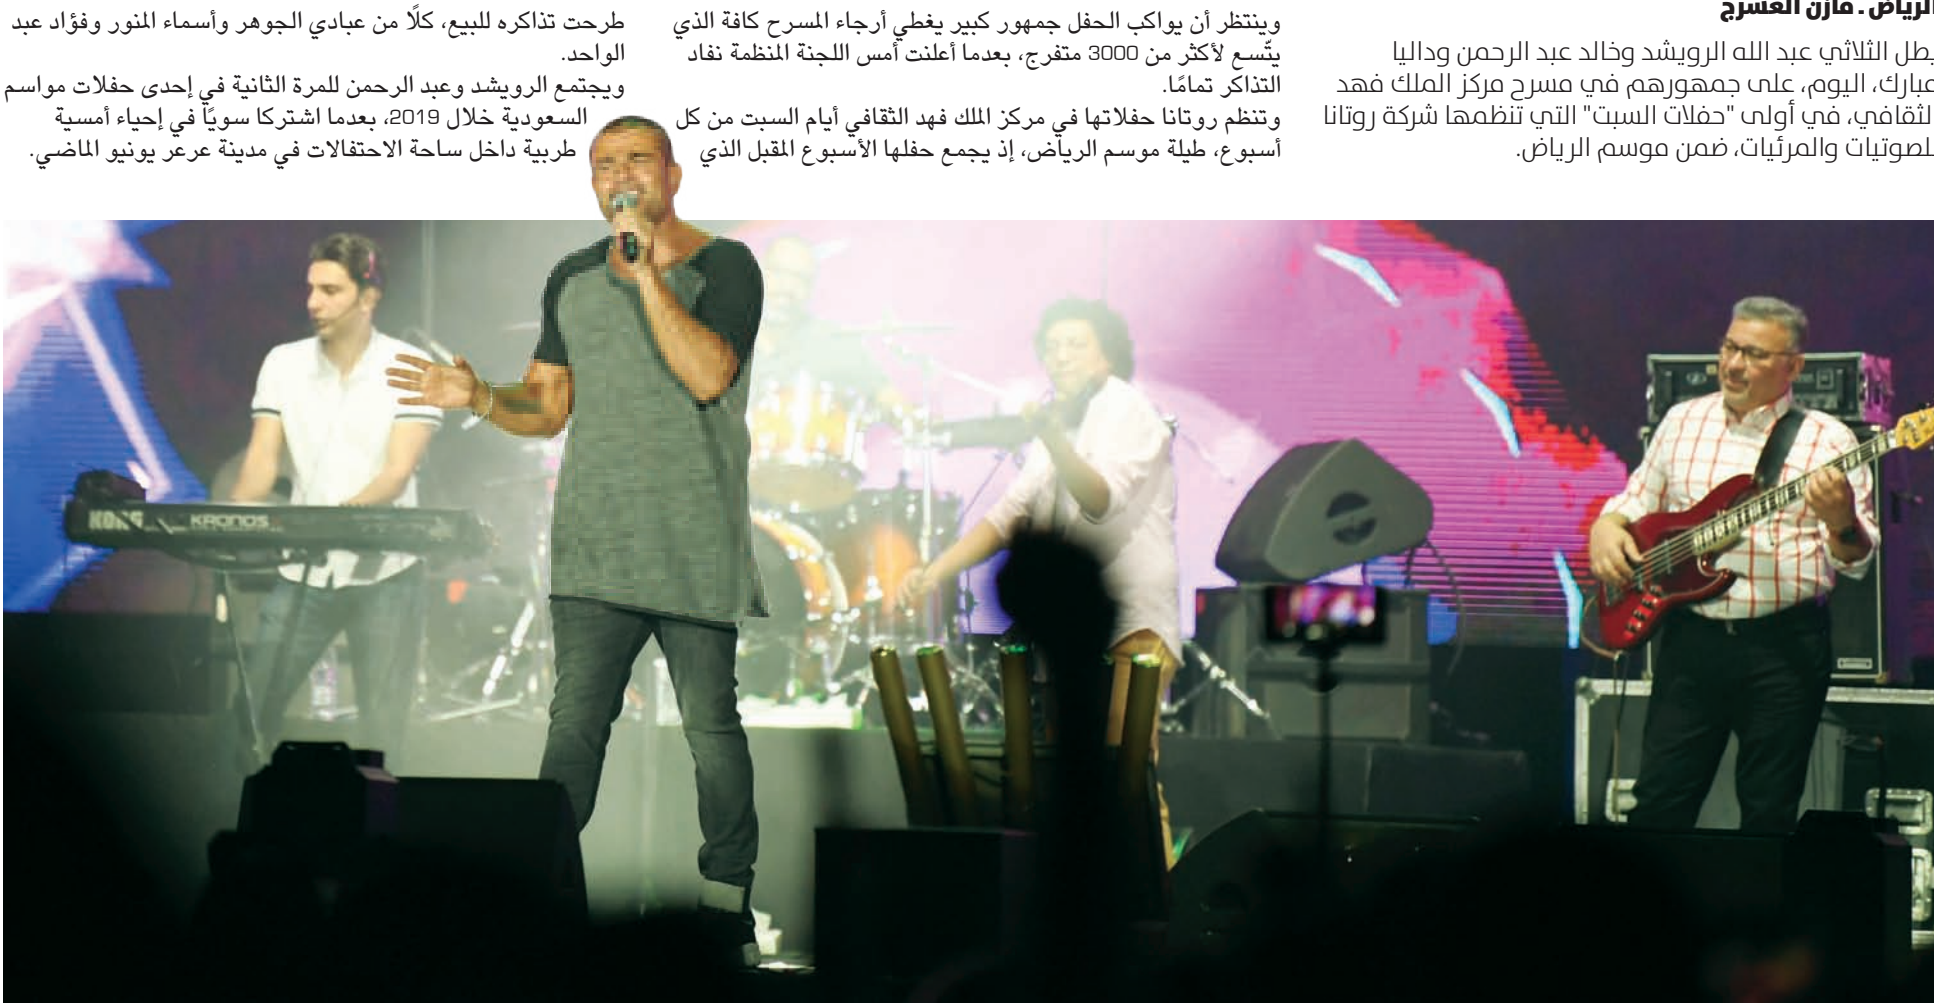 الرياض ـ مازن العسرج
يطل الثلاثي عبد الله الرويشد وخالد عبد الرحمن وداليا
مبارك، اليوم، على جمهورهم في مسرح مركز الملك فهد
الثقافي، في أولى "حفلات السبت" التي تنظمها شركة روتانا
للصوتيات والمرئيات، ضمن موسم الرياض.
وينتظر أن يواكب الحفل جمهور كبير يغطي أرجاء المسرح كافة الذي
يتّسع لأكثر من 3000 متفرج، بعدما أعلنت أمس اللجنة المنظمة نفاد
التذاكر تمامًا.
وتنظم روتانا حفلاتها في مركز الملك فهد الثقافي أيام السبت من كل
أسبوع، طيلة موسم الرياض، إذ يجمع حفلها الأسبوع المقبل الذي
طرحت تذاكره للبيع، كلًا من عبادي الجوهر وأسماء المنور وفؤاد عبد
الواحد.
ويجتمع الرويشد وعبد الرحمن للمرة الثانية في إحدى حفلات مواسم
السعودية خلال 2019، بعدما اشتركا سويًا في إحياء أمسية
طربية داخل ساحة الاحتفالات في مدينة عرعر يونيو الماضي.
KORG KRONOS